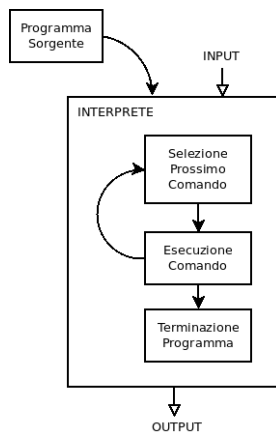 Programma
Sorgente
INPUT
INTERPRETE
Selezione
Prossimo
Comando
Esecuzione
Comando
Terminazione
Programma
OUTPUT